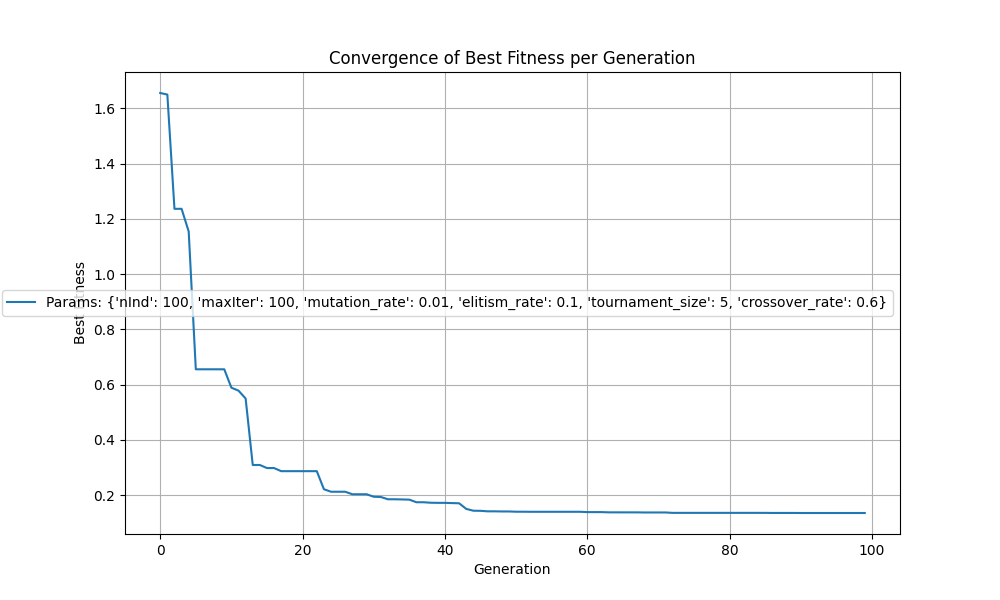 Convergence of Best Fitness per Generation
1.6
1.4
1.2
1.0
0.8
0.6
0.4
0.2
Best
Params: {'nInd': 100, 'maxIter': 100, 'mutation_rate': 0.01, 'elitism_rate': 0.1, 'tournament_size': 5, 'crossover_rate': 0.6}
0 20 40 60 80 100
Generation